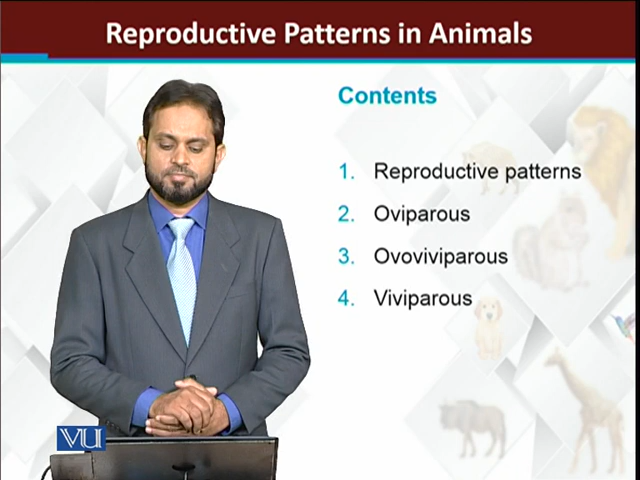 Reproductive Patterns in Animals
Contents
1. Reproductive patterns
2. Oviparous
3. Ovoviviparous
4. Viviparous
VU